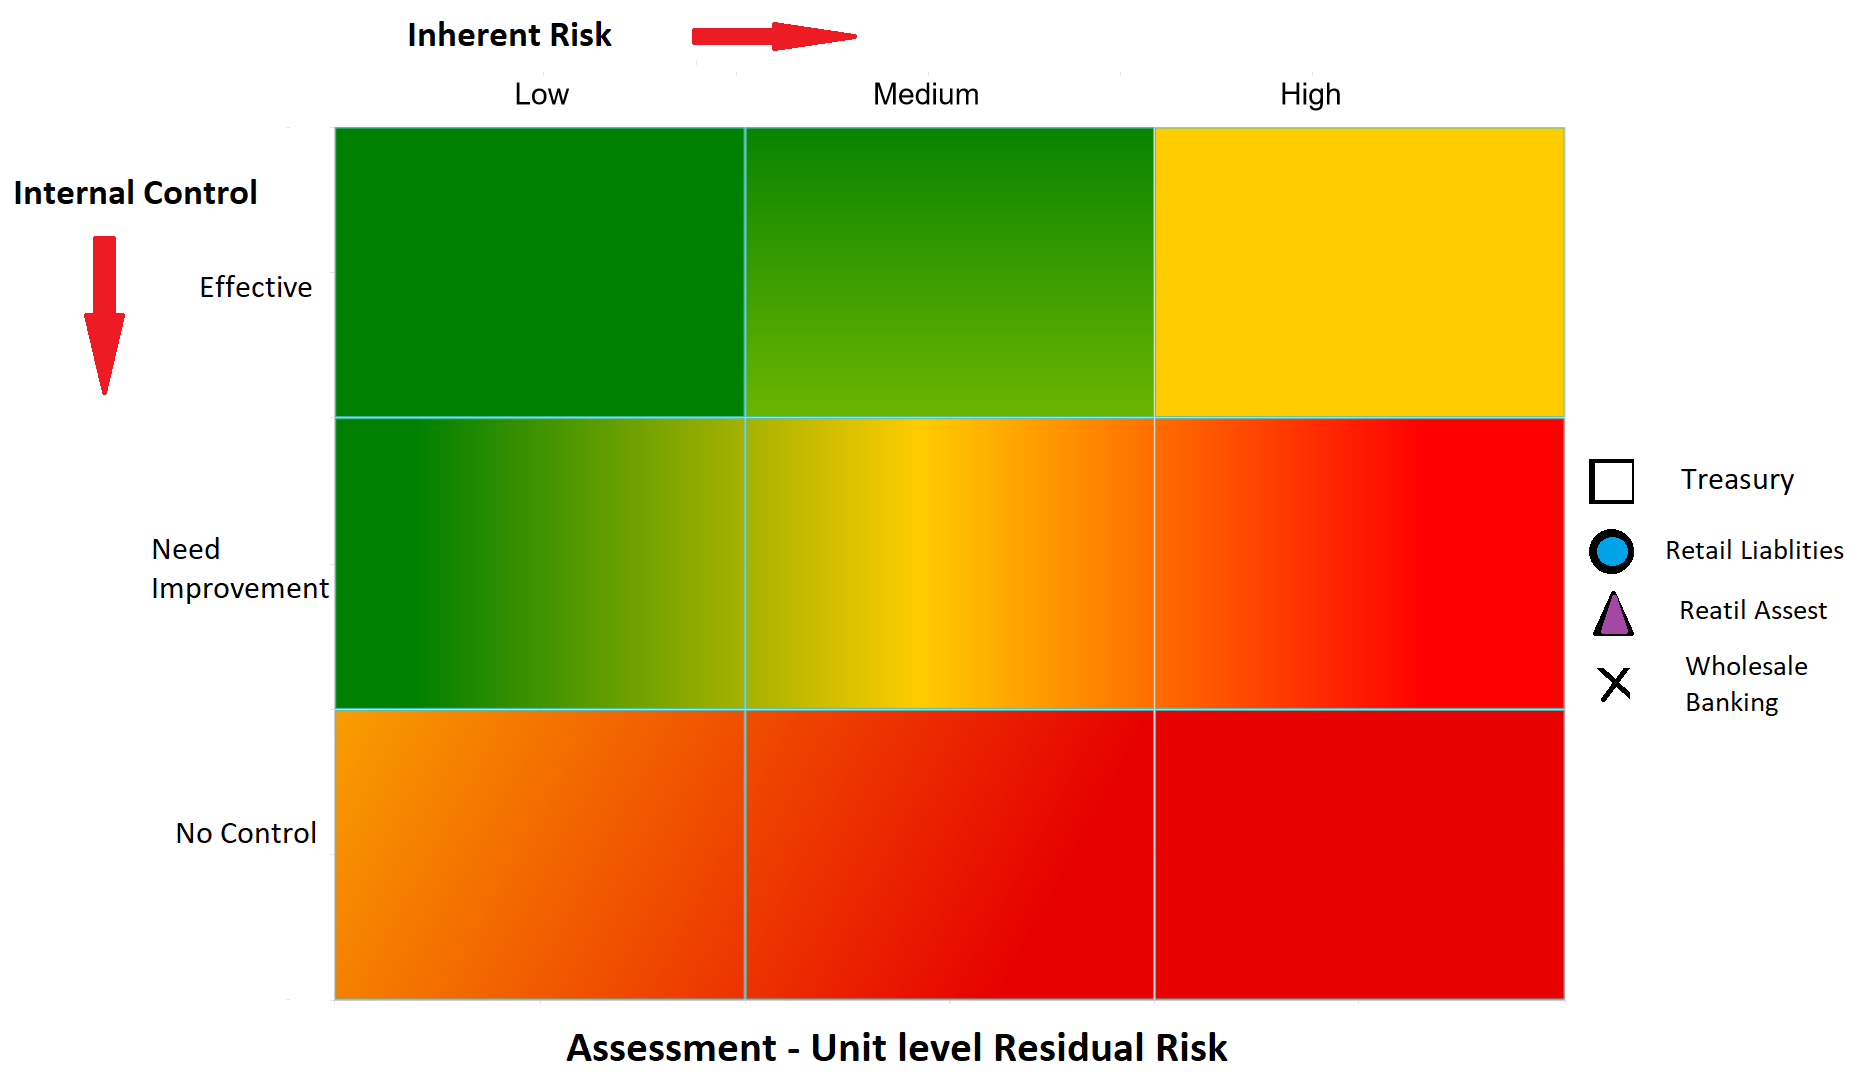 Inherent Risk
Low
Medium
High
Internal Control
Effective
Need
Improvement
No Control
Treasury
Retail Liablities
Reatil Assest
Wholesale
Banking
Assessment - Unit level Residual Risk